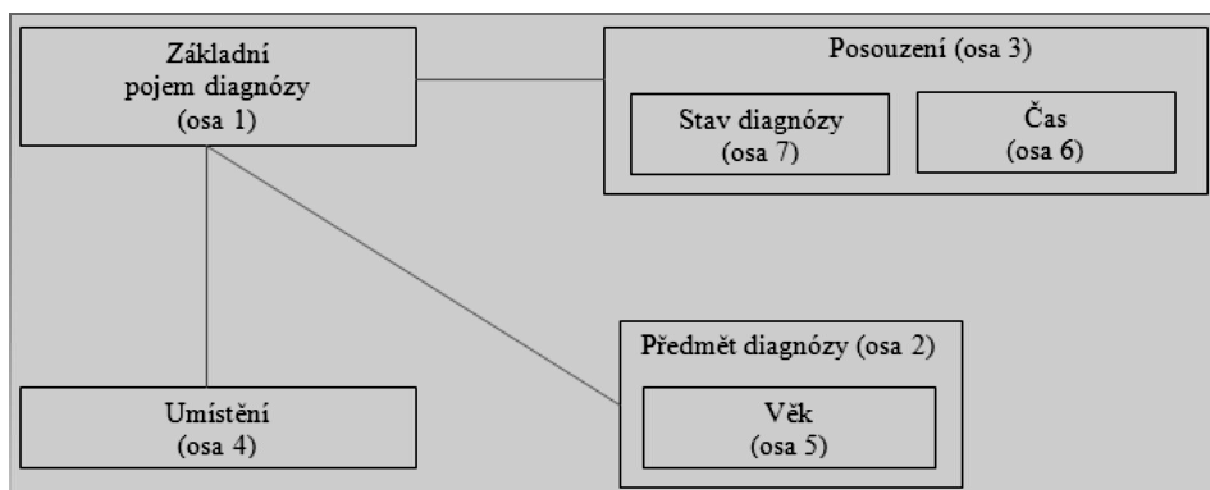 Základní
pojem diagnózy
(osa 1)
Posouzení (osa 3)
Stav diagnózy
(osa 7)
Čas
(osa 6)
Předmět diagnózy (osa 2)
Umístění
(osa 4)
Věk
(osa 5)